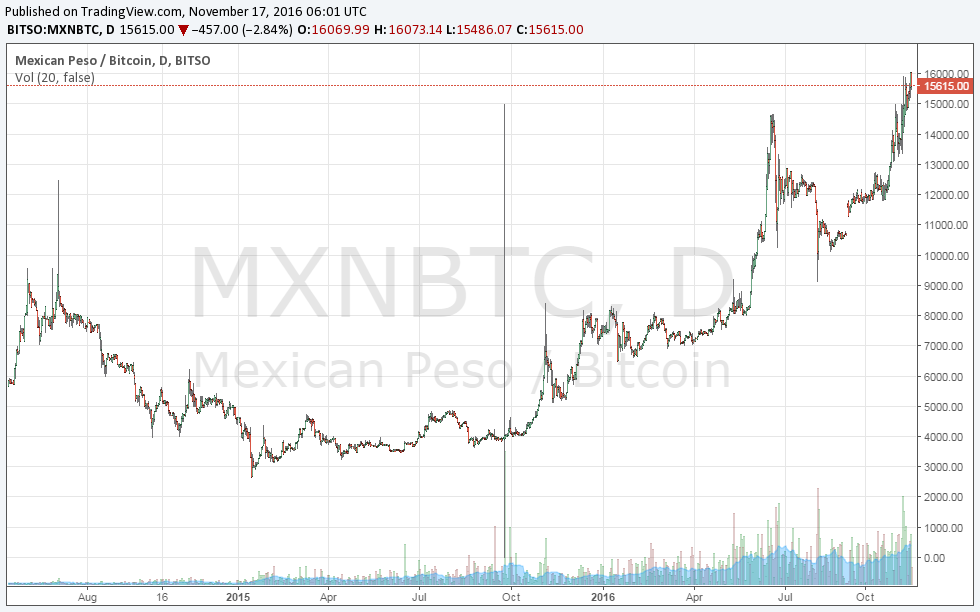 Published on TradingView.com, November 17, 2016 06:01 UTC
BITSO:MXNBTC, D 15615.00 ▼ −457.00 (−2.84%) O:16069.99 H:16073.14 L:15486.07 C:15615.00
Mexican Peso / Bitcoin, D, BITSO
Vol (20, false)
MXNBTC, D
Mexican Peso / Bitcoin
16000.00
15615.00
15000.00
14000.00
13000.00
12000.00
11000.00
10000.00
9000.00
8000.00
7000.00
6000.00
5000.00
4000.00
3000.00
2000.00
1000.00
0.00
Aug 16 2015 Apr Jul Oct 2016 Apr Jul Oct